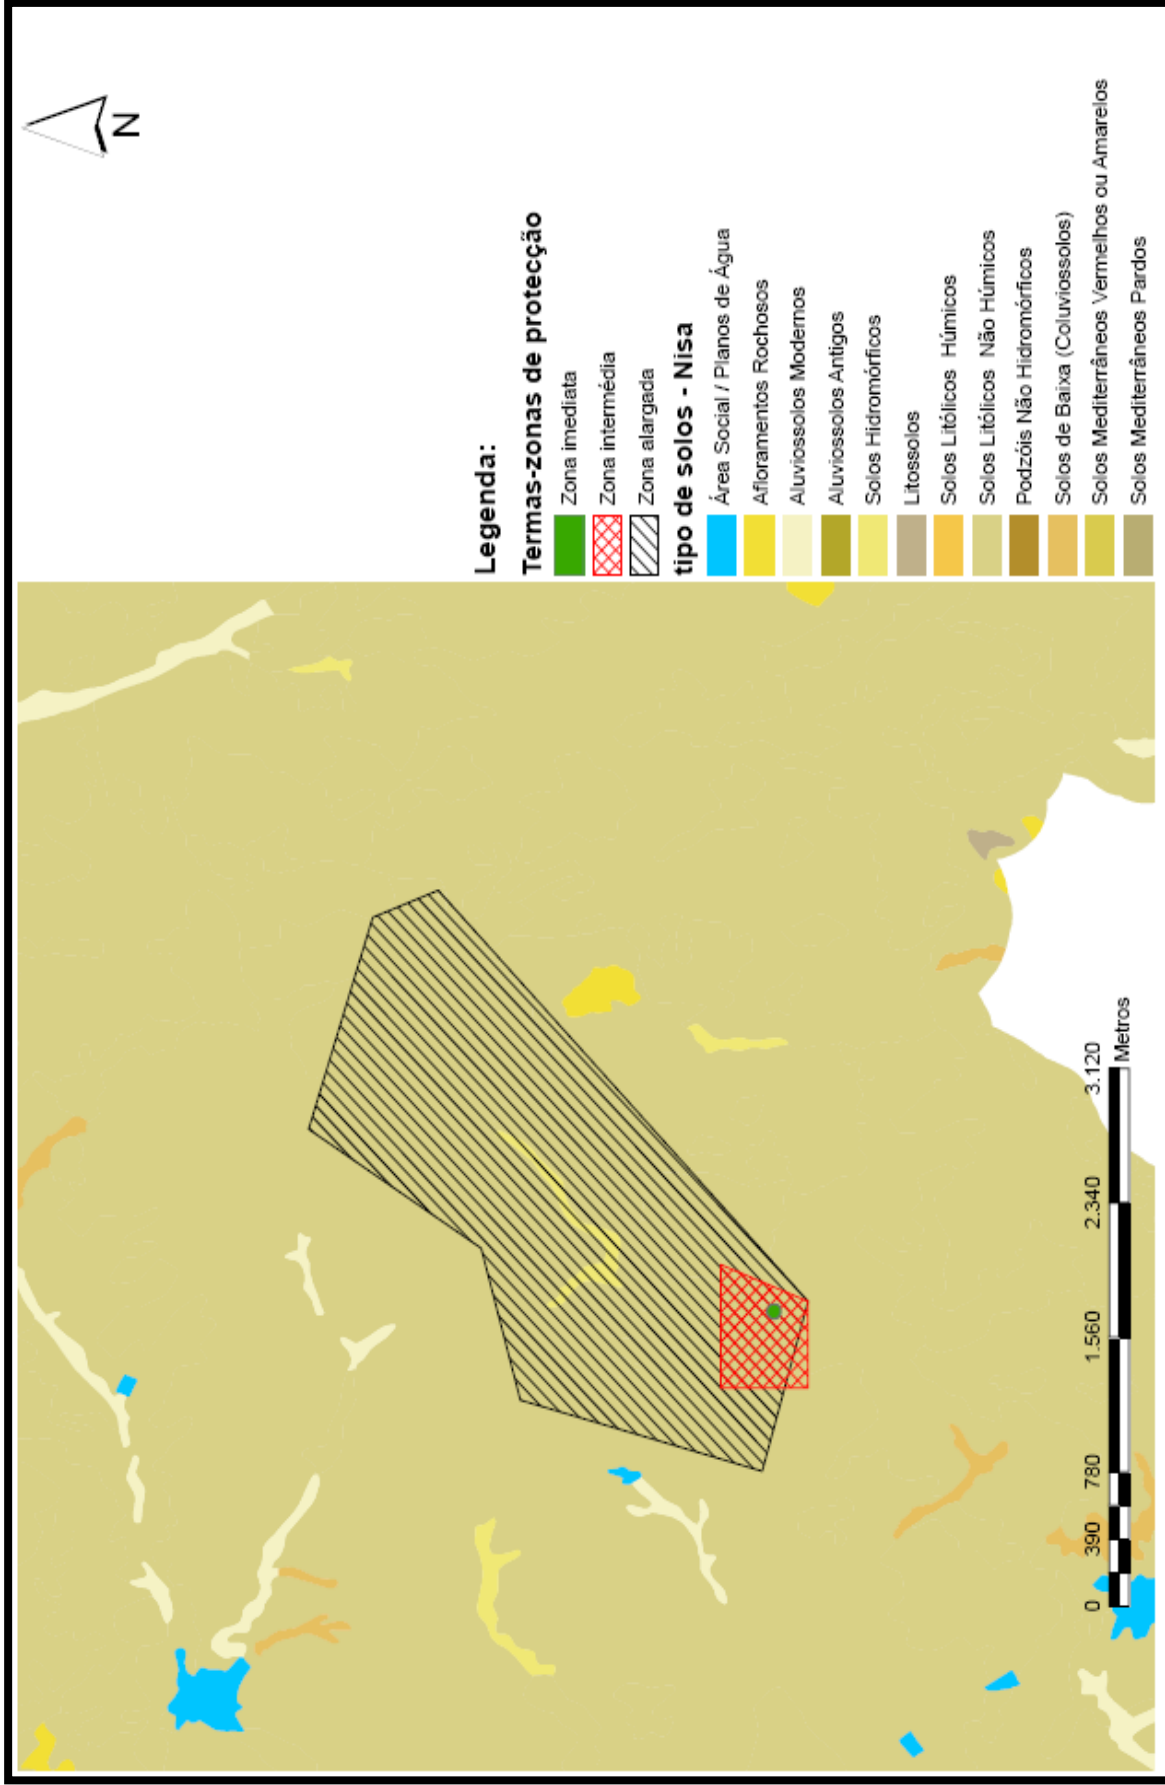 N
Legenda:
Termas-zonas de protecção
Zona imediata
Zona intermédia
Zona alargada
tipo de solos - Nisa
Área Social / Planos de Água
Afloramentos Rochosos
Aluviossolos Modernos
Aluviossolos Antigos
Solos Hidromórficos
Litossolos
Solos Litólicos Húmicos
Solos Litólicos Não Húmicos
Podzóis Não Hidromórficos
Solos de Baixa (Coluviossolos)
Solos Mediterrâneos Vermelhos ou Amarelos
Solos Mediterrâneos Pardos
0 390 780 1.560 2.340 3.120
Metros